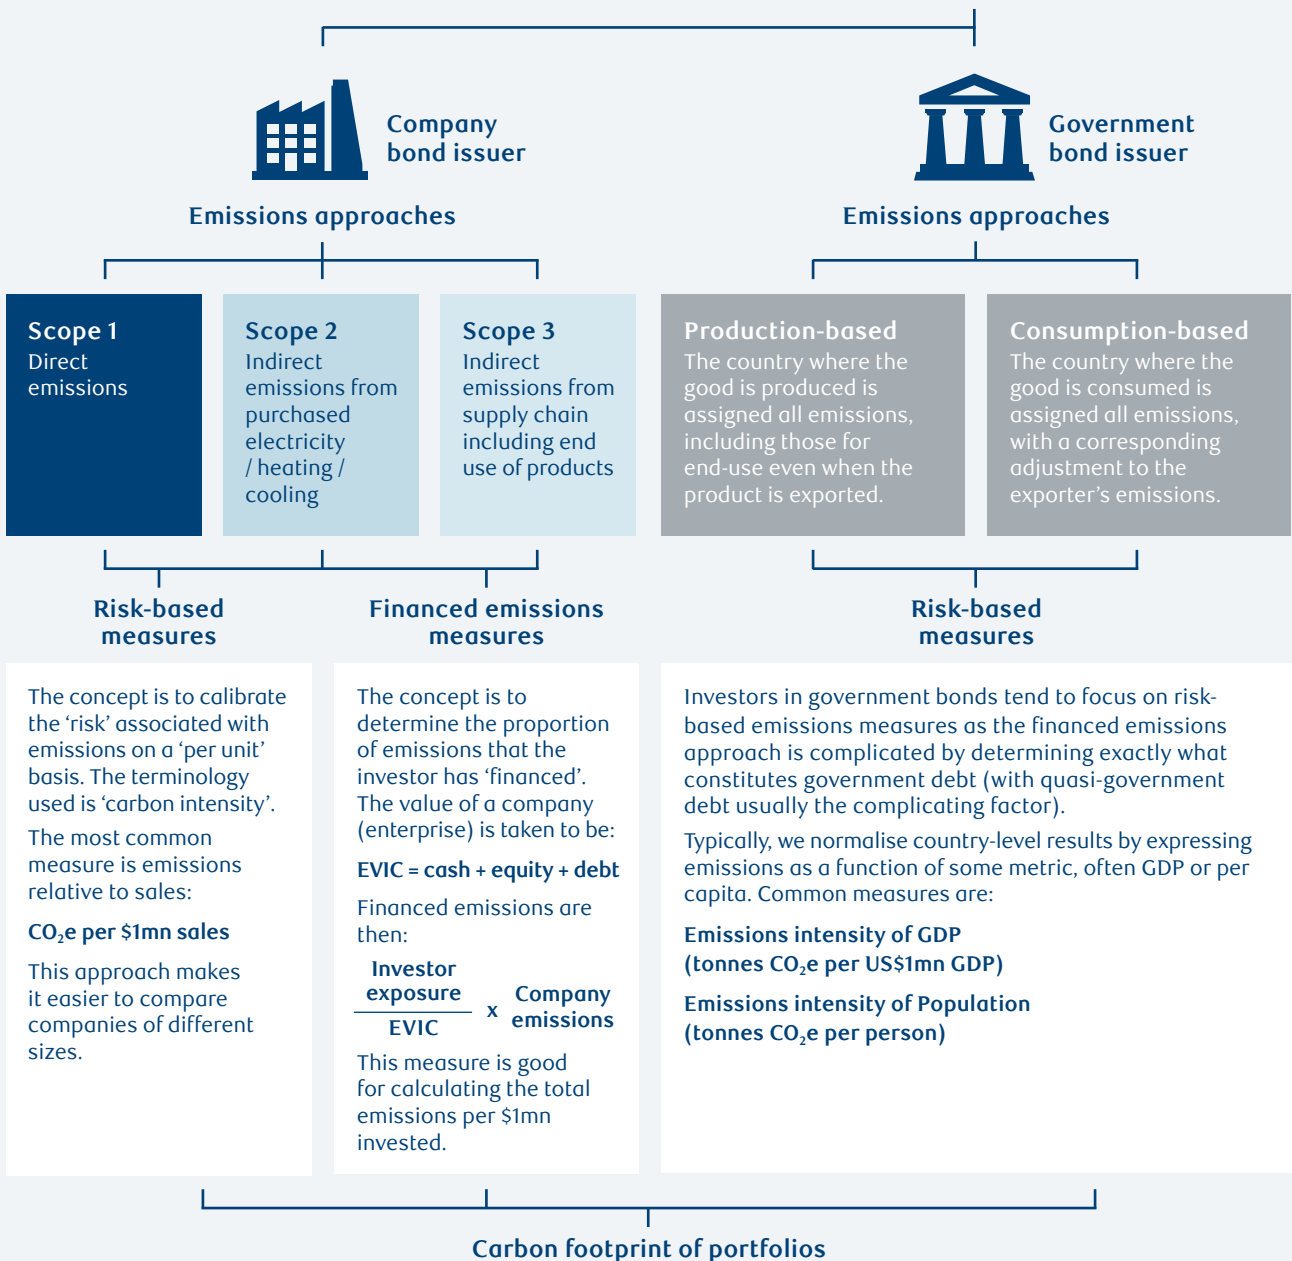 Company
bond issuer
Government
bond issuer
Emissions approaches
Emissions approaches
Scope 1
Direct
emissions
Scope 2
Indirect
emissions from
purchased
electricity
/ heating /
cooling
Scope 3
Indirect
emissions from
supply chain
including end
use of products
Production-based
The country where the
good is produced is
assigned all emissions,
including those for
end-use even when the
product is exported.
Consumption-based
The country where the
good is consumed is
assigned all emissions,
with a corresponding
adjustment to the
exporter’s emissions.
Risk-based
measures
Financed emissions
measures
Risk-based
measures
The concept is to calibrate
the ‘risk’ associated with
emissions on a ‘per unit’
basis. The terminology
used is ‘carbon intensity’.
The most common
measure is emissions
relative to sales:
CO₂e per $1mn sales
This approach makes
it easier to compare
companies of different
sizes.
The concept is to
determine the proportion
of emissions that the
investor has ‘financed’.
The value of a company
(enterprise) is taken to be:
EVIC = cash + equity + debt
Financed emissions are
then:
Investor
exposure
EVIC
x
Company
emissions
This measure is good
for calculating the total
emissions per $1mn
invested.
Investors in government bonds tend to focus on risk-
based emissions measures as the financed emissions
approach is complicated by determining exactly what
constitutes government debt (with quasi-government
debt usually the complicating factor).
Typically, we normalise country-level results by expressing
emissions as a function of some metric, often GDP or per
capita. Common measures are:
Emissions intensity of GDP
(tonnes CO₂e per US$1mn GDP)
Emissions intensity of Population
(tonnes CO₂e per person)
Carbon footprint of portfolios